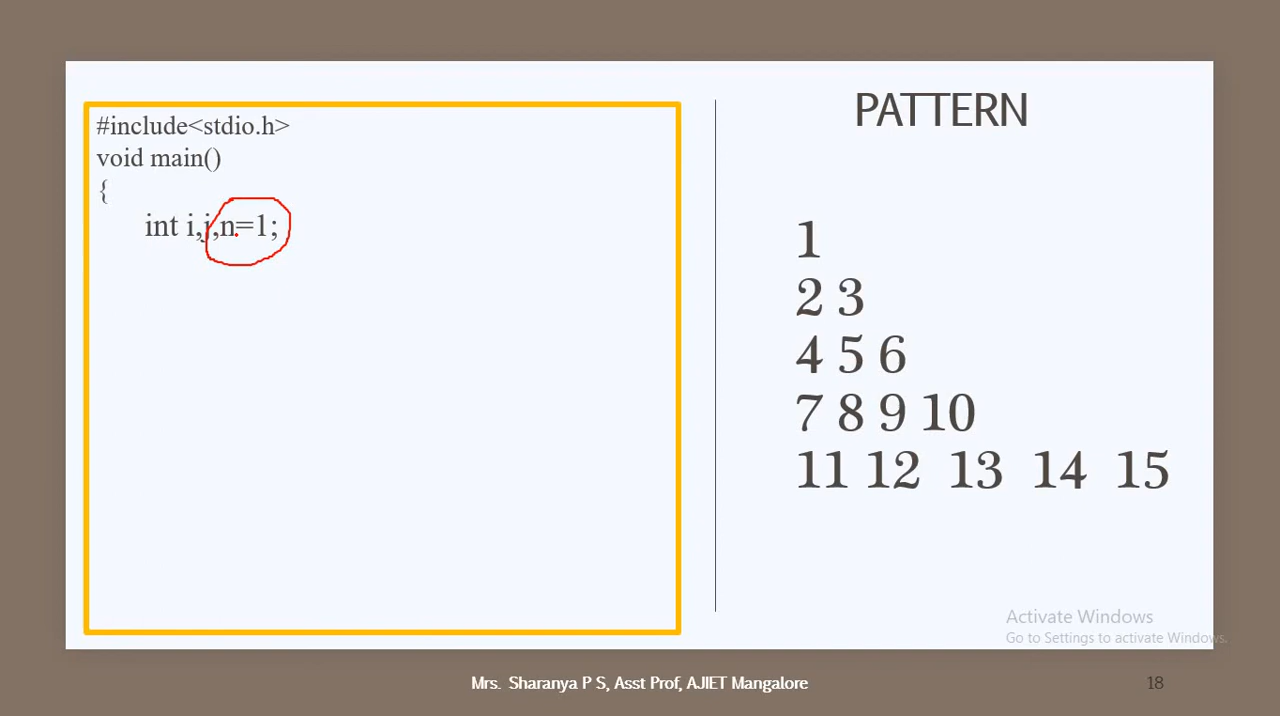 #include<stdio.h>
void main()
{
int i,j,n=1;
PATTERN
1
2 3
4 5 6
7 8 9 10
11 12 13 14 15
Activate Windows
Go to Settings to activate Windows.
Mrs. Sharanya P S, Asst Prof, AJIET Mangalore
18